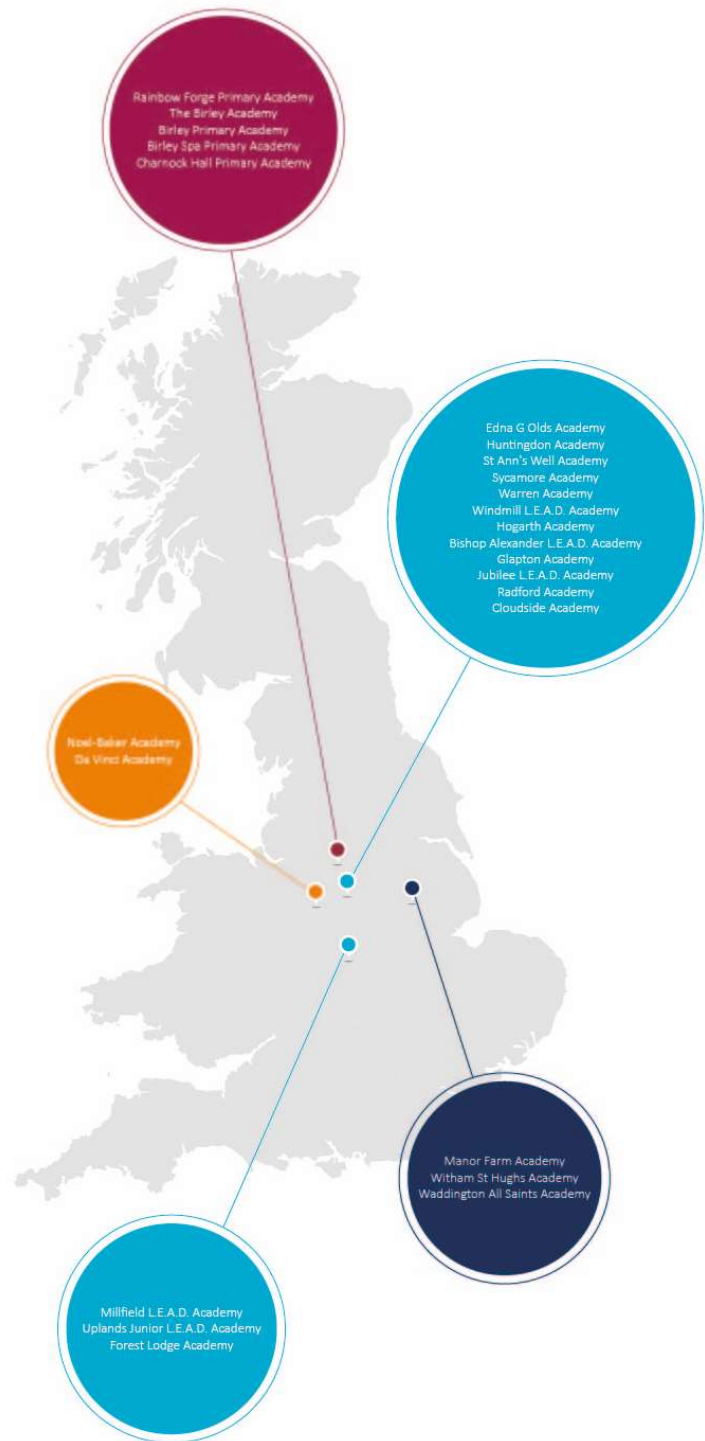 Rainbow Forge Primary Academy
The Birley Academy
Birley Primary Academy
Birley Spa Primary Academy
Charnock Hall Primary Academy
Edna G Olds Academy
Huntingdon Academy
St Ann's Well Academy
Sycamore Academy
Warren Academy
Windmill L.E.A.D. Academy
Hogarth Academy
Bishop Alexander L.E.A.D. Academy
Glapton Academy
Jubilee L.E.A.D. Academy
Radford Academy
Cloudside Academy
Noel-Baker Academy
Da Vinci Academy
Manor Farm Academy
Witham St Hughs Academy
Waddington All Saints Academy
Millfield L.E.A.D. Academy
Uplands Junior L.E.A.D. Academy
Forest Lodge Academy